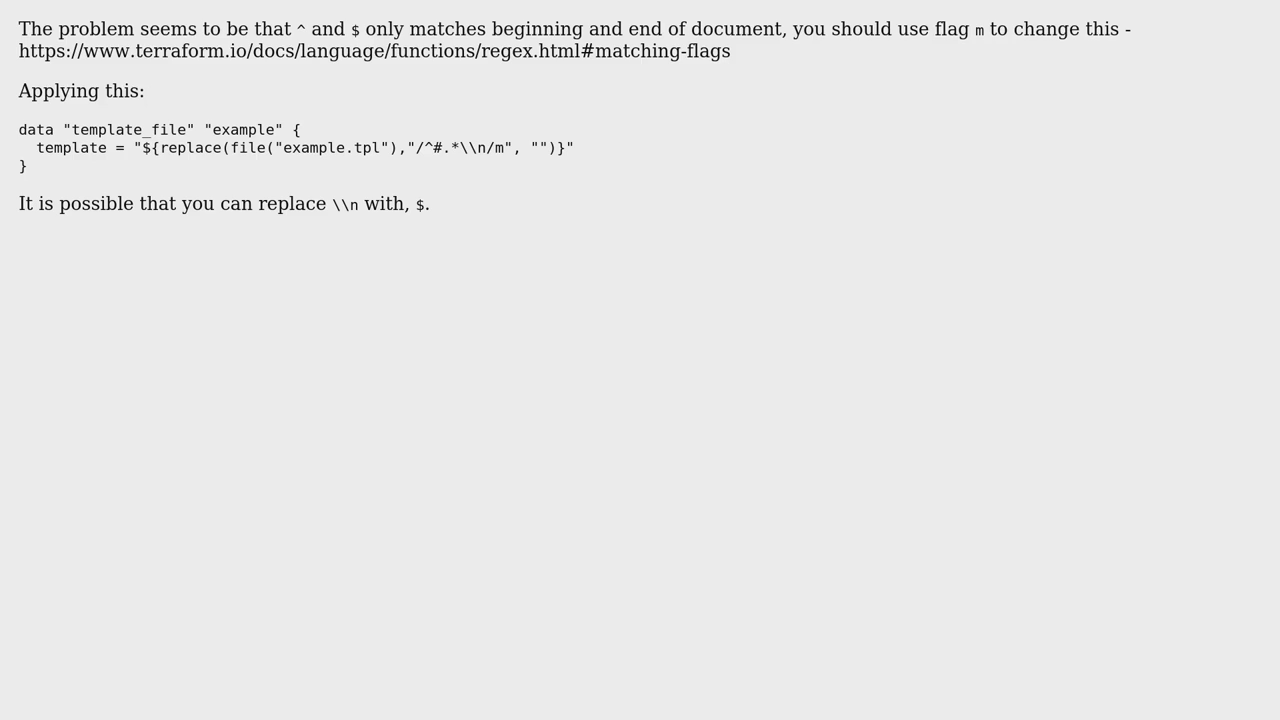 The problem seems to be that ^ and $ only matches beginning and end of document, you should use flag m to change this -
https://www.terraform.io/docs/language/functions/regex.html#matching-flags
Applying this:
data "template_file" "example" {
  template = "${replace(file("example.tpl"),"/^#.*\\n/m", "")}"
}
It is possible that you can replace \\n with, $.